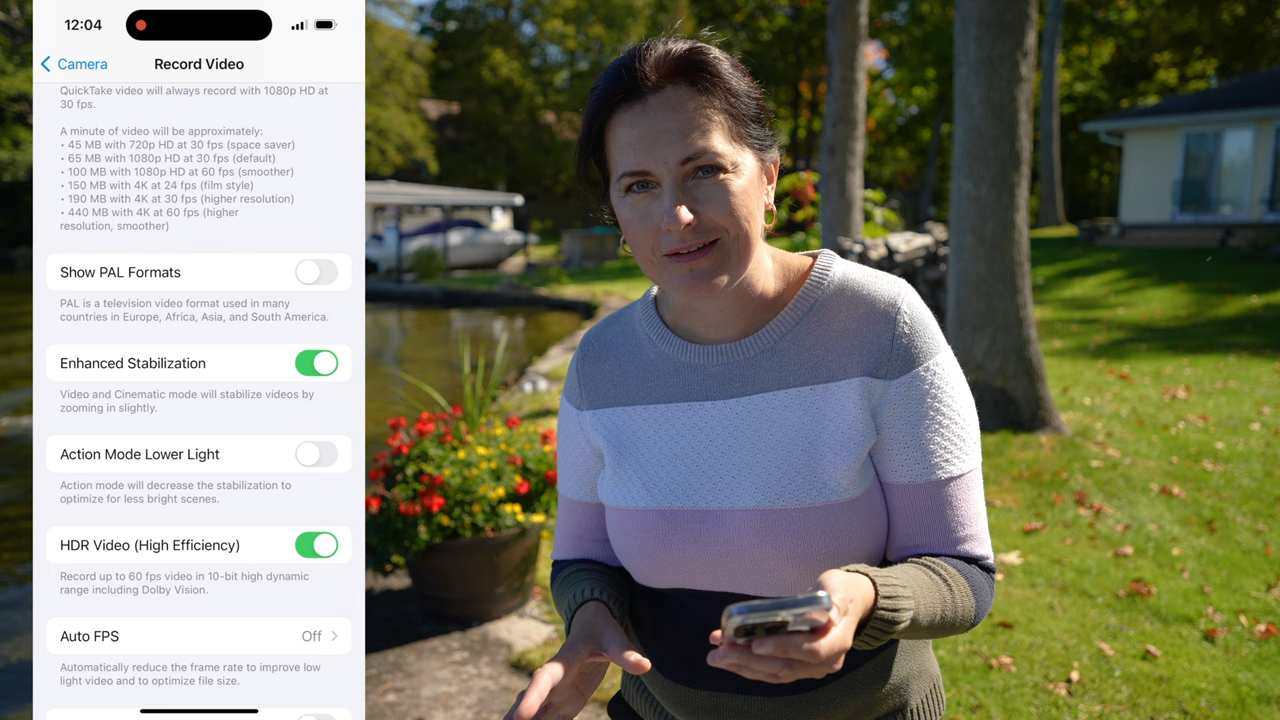 12:04
Camera
Record Video
QuickTake video will always record with 1080p HD at
30 fps.
A minute of video will be approximately:
• 45 MB with 720p HD at 30 fps (space saver)
• 65 MB with 1080p HD at 30 fps (default)
• 100 MB with 1080p HD at 60 fps (smoother)
• 150 MB with 4K at 24 fps (film style)
• 190 MB with 4K at 30 fps (higher resolution)
• 440 MB with 4K at 60 fps (higher
resolution, smoother)
Show PAL Formats
PAL is a television video format used in many
countries in Europe, Africa, Asia, and South America.
Enhanced Stabilization
Video and Cinematic mode will stabilize videos by
zooming in slightly.
Action Mode Lower Light
Action mode will decrease the stabilization to
optimize for less bright scenes.
HDR Video (High Efficiency)
Record up to 60 fps video in 10-bit high dynamic
range including Dolby Vision.
Auto FPS Off
Automatically reduce the frame rate to improve low
light video and to optimize file size.